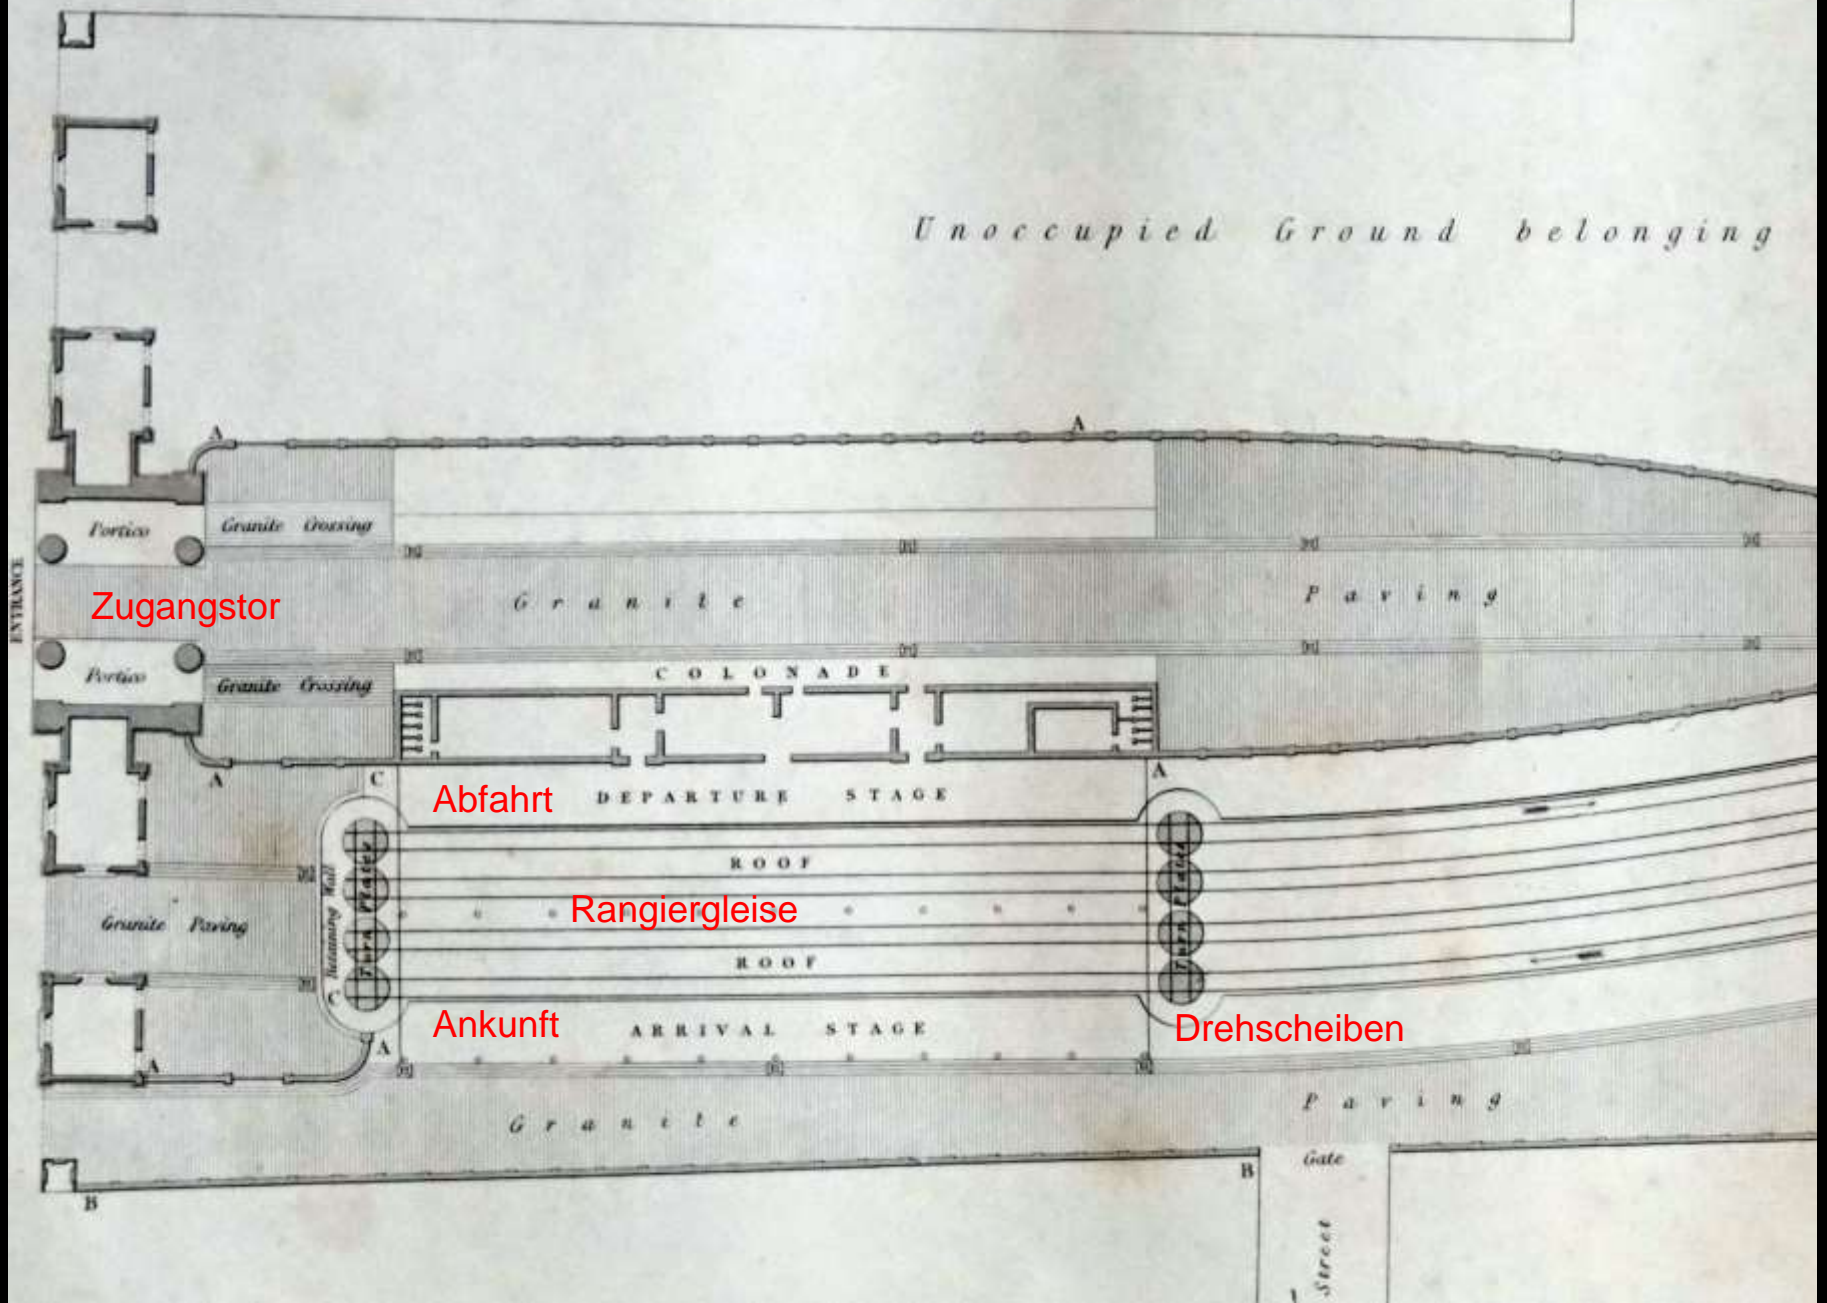 Unoccupied Ground belonging
A
A
Portico
Granite Crossing
ENTRANCE
Zugangstor
Granite
Paving
Portico
Granite Crossing
COLONADE
A
C
A
Abfahrt
DEPARTURE STAGE
ROOF
Retaining Wall
Turn Plates
Rangiergleise
Turn Plates
Granite Paving
ROOF
C
Ankunft
ARRIVAL STAGE
Drehscheiben
A
A
Granite
Paving
Gate
B
B
Street